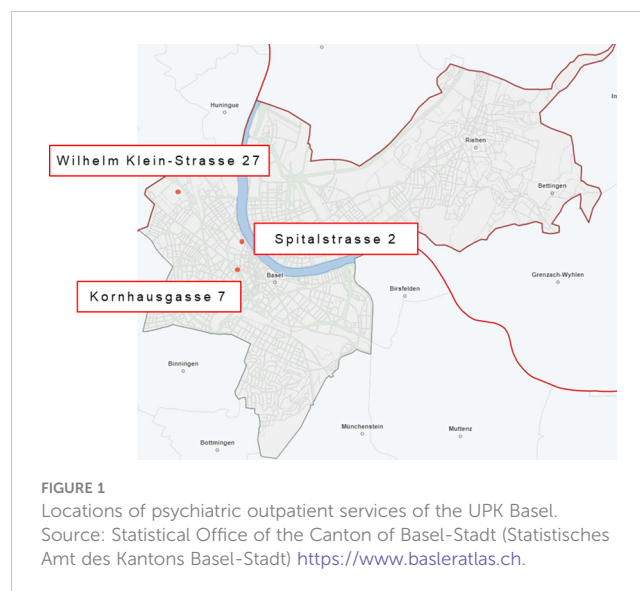 Huningue
In
Riehen
Wilhelm Klein-Strasse 27
Bettingen
Spitalstrasse 2
Basel
Grenzach-Wyhlen
Kornhausgasse 7
Birsfelden
Binningen
Münchenstein
Muttenz
Bottmingen
FIGURE 1
Locations of psychiatric outpatient services of the UPK Basel.
Source: Statistical Office of the Canton of Basel-Stadt (Statistisches
Amt des Kantons Basel-Stadt) https://www.basleratlas.ch.